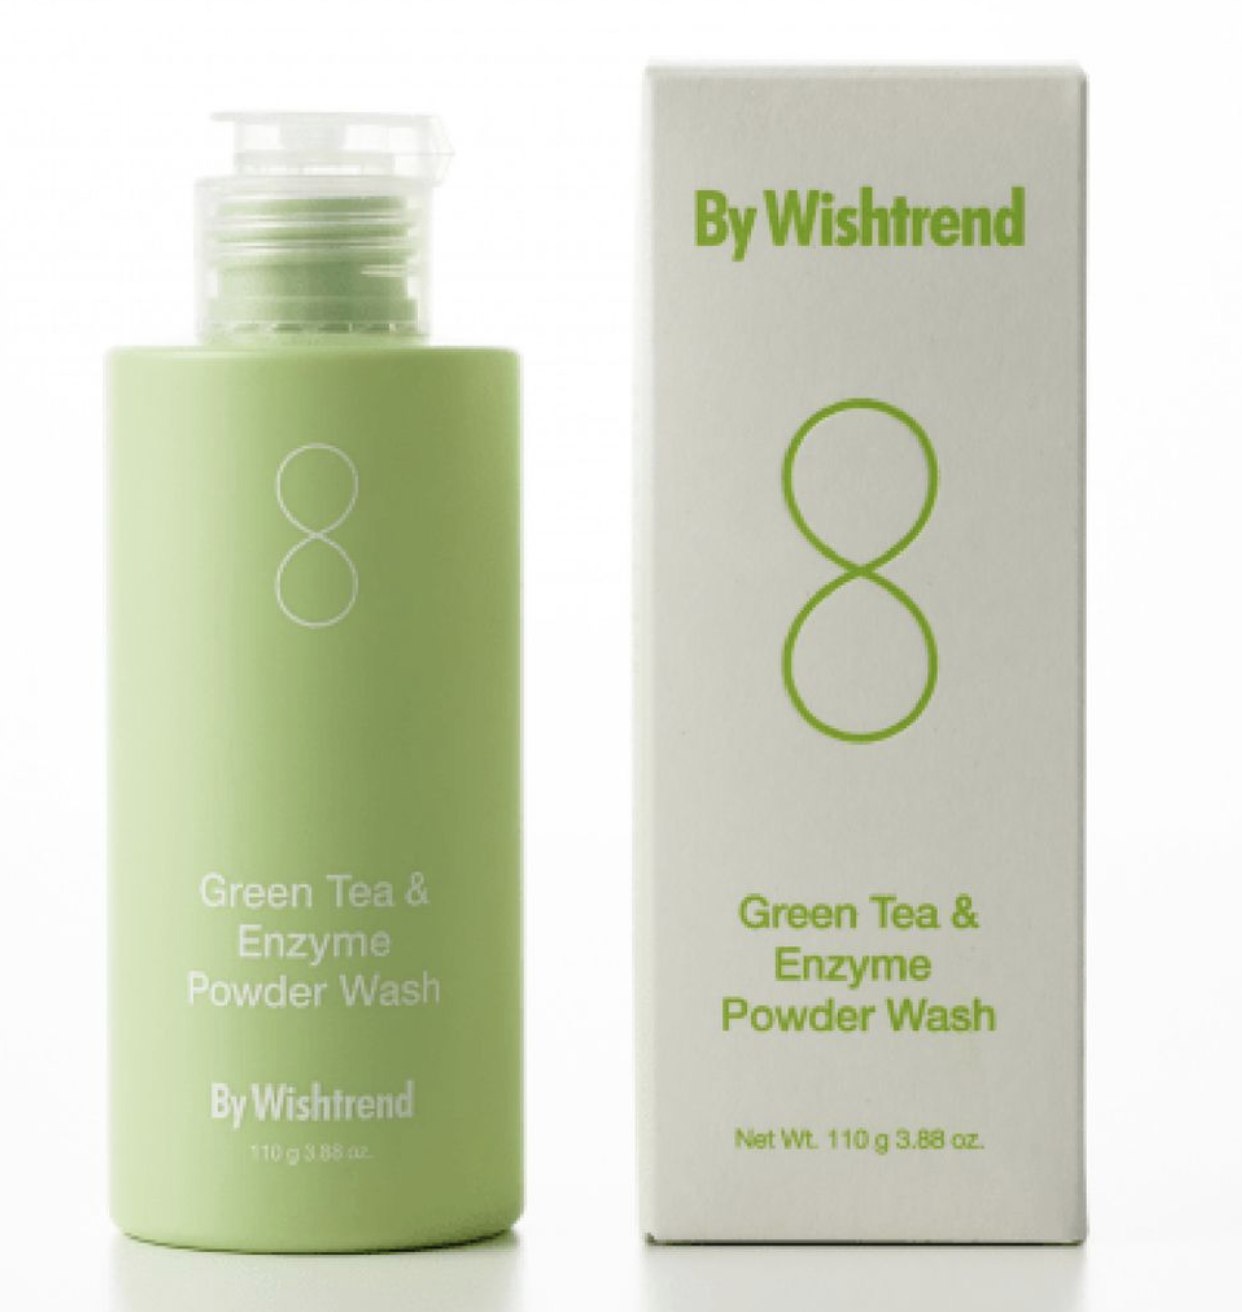 Green Tea &
Enzyme
Powder Wash
By Wishtrend
110 g 3.88 oz.
By Wishtrend
8
Green Tea &
Enzyme
Powder Wash
Net Wt. 110 g 3.88 oz.